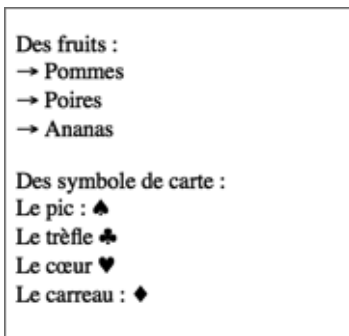 Des fruits :
→ Pommes
→ Poires
→ Ananas
Des symbole de carte :
Le pic : ♠
Le trèfle ♣
Le cœur ♥
Le carreau : ♦